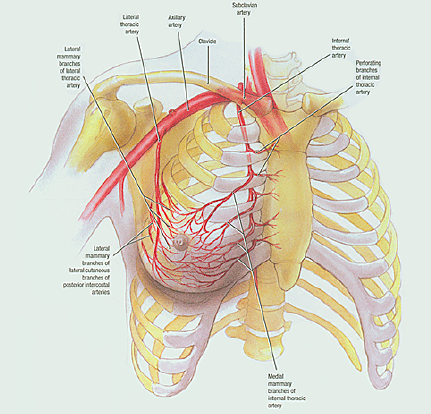 Subclavian
artery
Lateral
thoracic
artery
Axillary
artery
Clavicle
Internal
thoracic
artery
Lateral
mammary
branches
of lateral
thoracic
artery
Perforating
branches
of internal
thoracic
artery
Lateral
mammary
branches of
lateral cutaneous
branches of
posterior intercostal
arteries
Medial
mammary
branches of
internal thoracic
artery